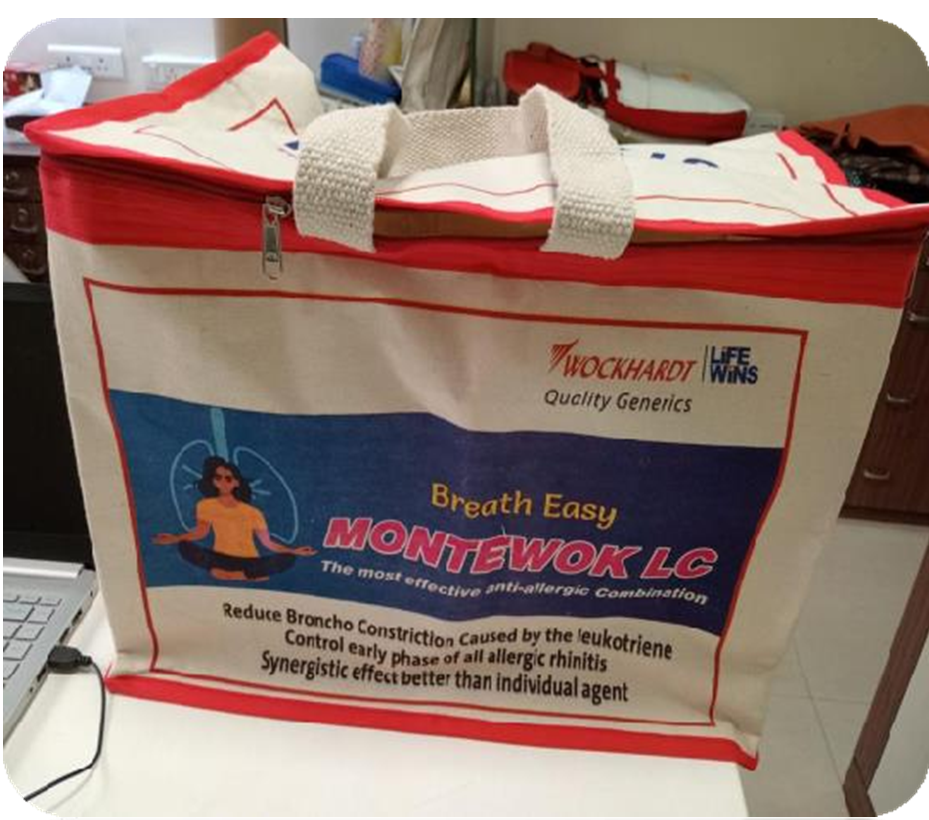 WOCKHARDT | LiFE WiNS
Quality Generics
Breath Easy
MONTEWOK LC
The most effective anti-allergic Combination
Reduce Broncho Constriction Caused by the leukotriene
Control early phase of all allergic rhinitis
Synergistic effect better than individual agent